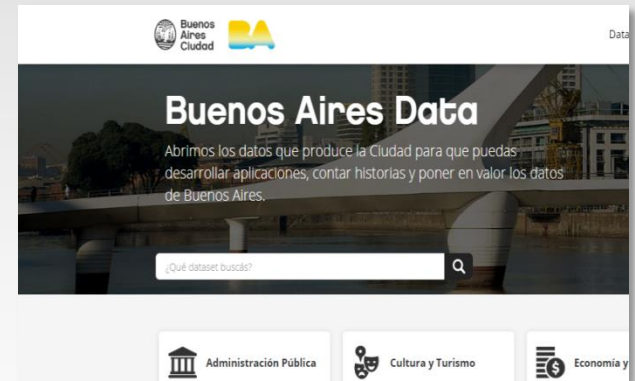 Buenos
Aires
Ciudad
BA
Data
Buenos Aires Data
Abrimos los datos que produce la Ciudad para que puedas
desarrollar aplicaciones, contar historias y poner en valor los datos
de Buenos Aires.
¿Qué dataset buscás?
Administración Pública
Cultura y Turismo
Economía y